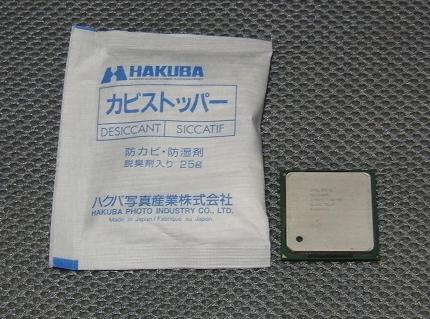 HAKUBA
カビストッパー
DESICCANT SICCATIF
防カビ・防湿剤
脱臭剤入り 25g
ハクバ写真産業株式会社
HAKUBA PHOTO INDUSTRY CO., LTD.
Made in Japan / Fabrique au Japon